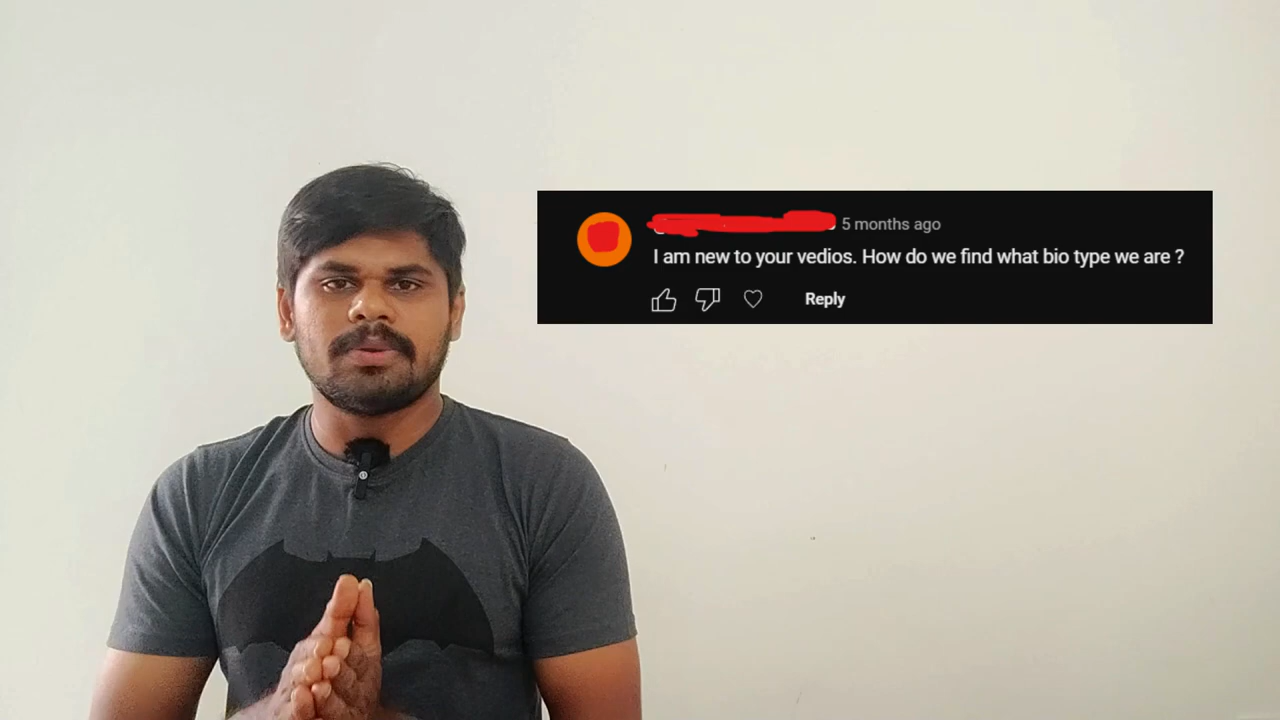 5 months ago
I am new to your vedios. How do we find what bio type we are ?
Reply